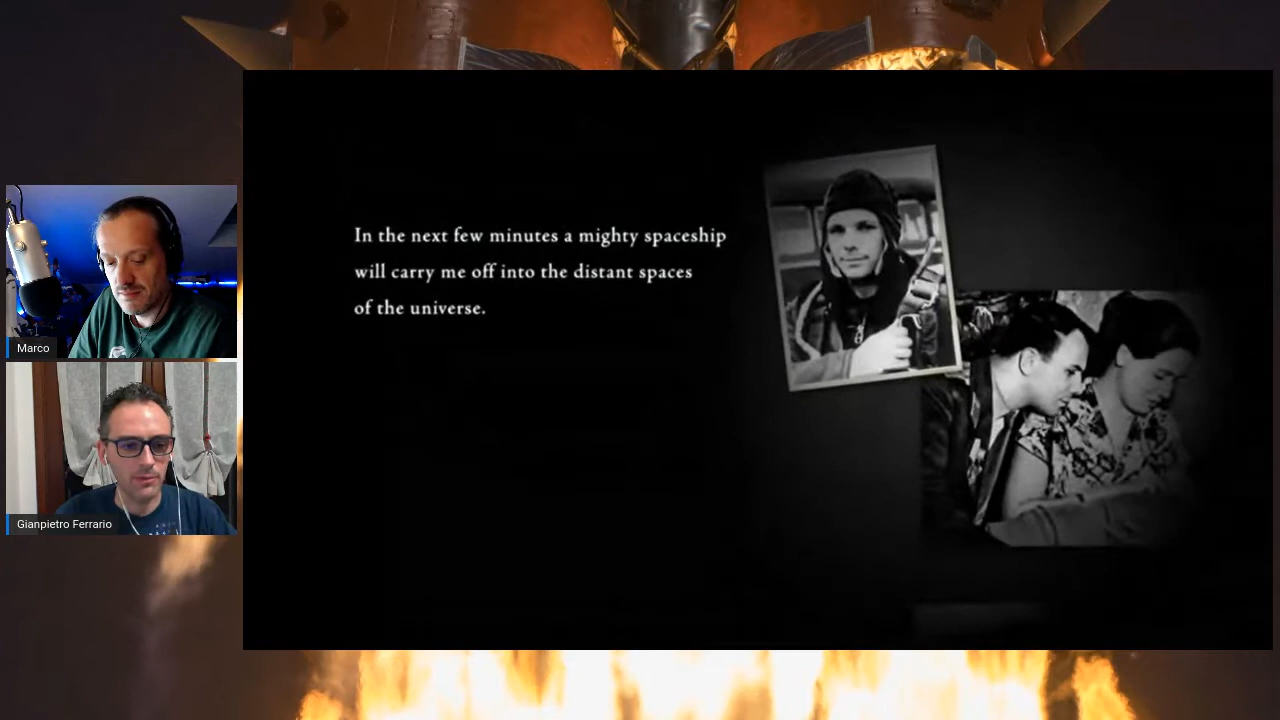 In the next few minutes a mighty spaceship
will carry me off into the distant spaces
of the universe.
Marco
Gianpietro Ferrario